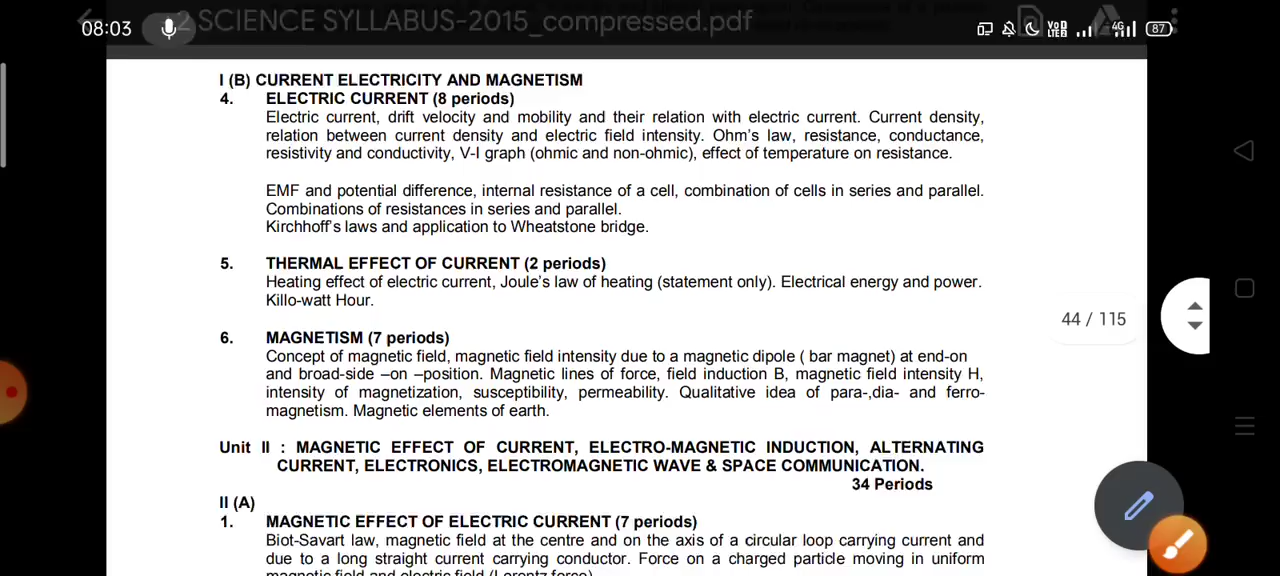 08:03
2 SCIENCE SYLLABUS-2015_compressed.pdf
VoD
LTE2
4G
87
I (B) CURRENT ELECTRICITY AND MAGNETISM
4. ELECTRIC CURRENT (8 periods)
Electric current, drift velocity and mobility and their relation with electric current. Current density,
relation between current density and electric field intensity. Ohm's law, resistance, conductance,
resistivity and conductivity, V-I graph (ohmic and non-ohmic), effect of temperature on resistance.
EMF and potential difference, internal resistance of a cell, combination of cells in series and parallel.
Combinations of resistances in series and parallel.
Kirchhoff's laws and application to Wheatstone bridge.
5. THERMAL EFFECT OF CURRENT (2 periods)
Heating effect of electric current, Joule's law of heating (statement only). Electrical energy and power.
Killo-watt Hour.
44 / 115
6. MAGNETISM (7 periods)
Concept of magnetic field, magnetic field intensity due to a magnetic dipole ( bar magnet) at end-on
and broad-side –on –position. Magnetic lines of force, field induction B, magnetic field intensity H,
intensity of magnetization, susceptibility, permeability. Qualitative idea of para-,dia- and ferro-
magnetism. Magnetic elements of earth.
Unit II : MAGNETIC EFFECT OF CURRENT, ELECTRO-MAGNETIC INDUCTION, ALTERNATING
CURRENT, ELECTRONICS, ELECTROMAGNETIC WAVE & SPACE COMMUNICATION.
34 Periods
II (A)
1. MAGNETIC EFFECT OF ELECTRIC CURRENT (7 periods)
Biot-Savart law, magnetic field at the centre and on the axis of a circular loop carrying current and
due to a long straight current carrying conductor. Force on a charged particle moving in uniform
magnetic field and electric field (Lorentz force).